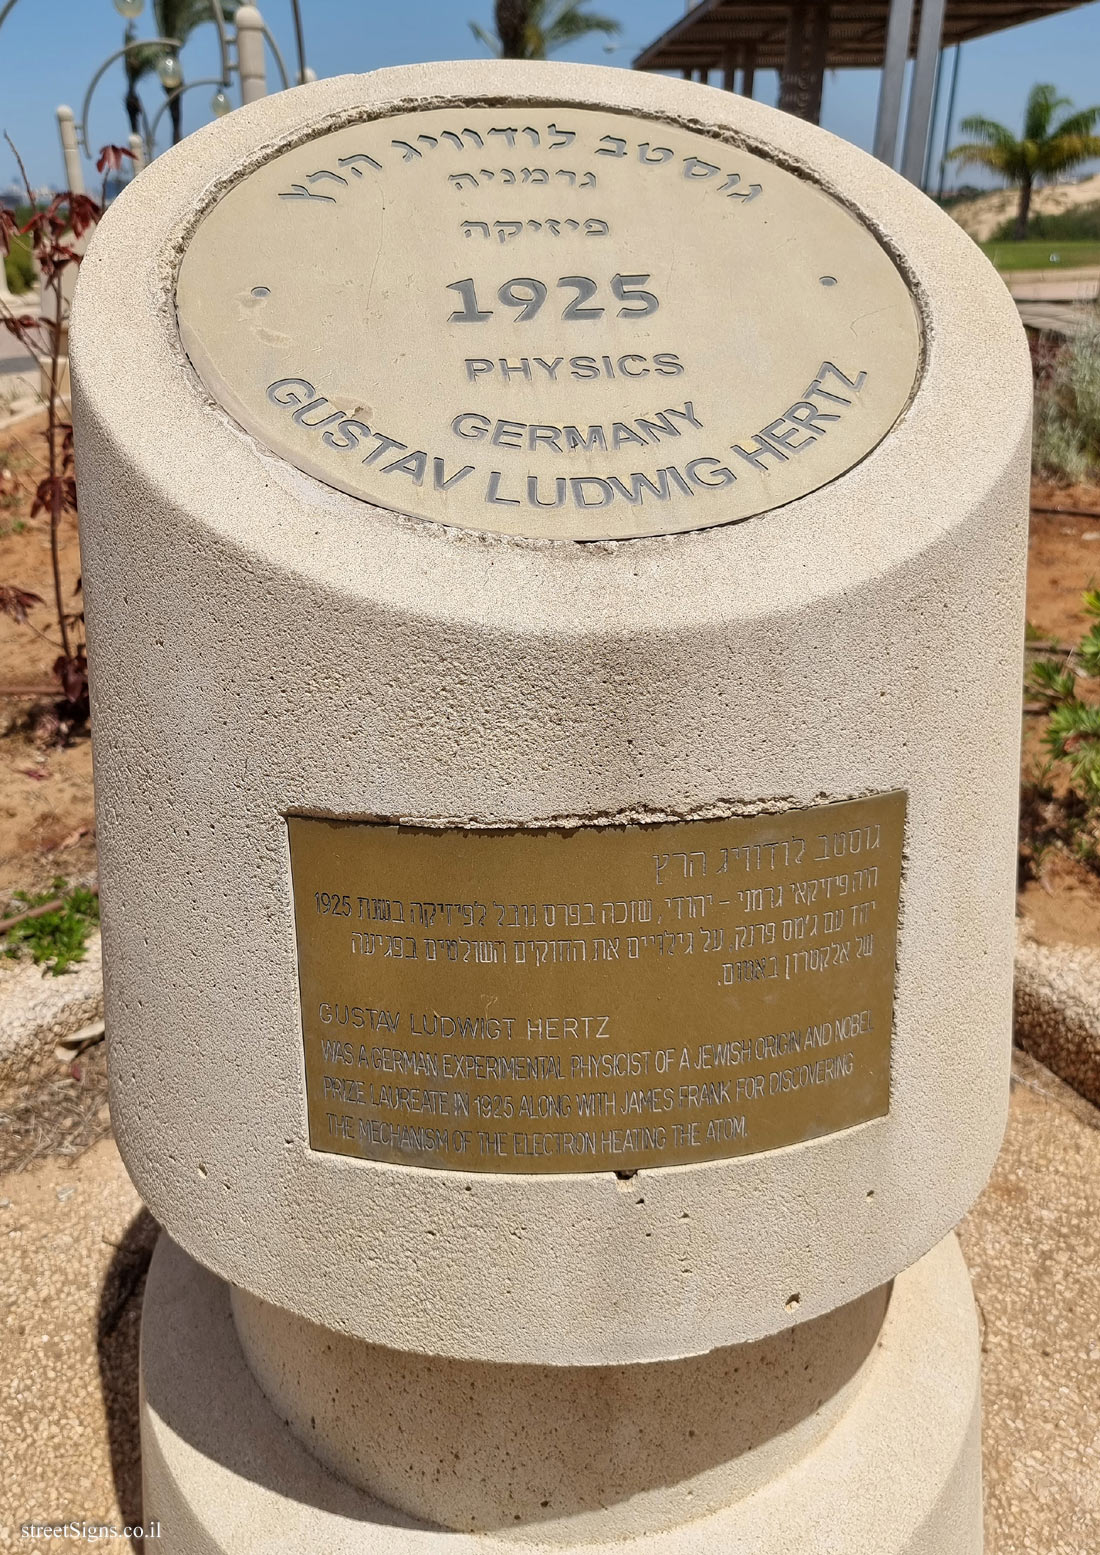 גוסטב לודוויג הרץ
גרמניה
פיזיקה
1925
PHYSICS
GERMANY
GUSTAV LUDWIG HERTZ
גוסטב לודוויג הרץ
היה פיזיקאי גרמני – יהודי, שזכה בפרס נובל לפיזיקה בשנת 1925
יחד עם ג'מס פרנק, על גילויים את החוקים השולטים בפגיעה
של אלקטרון באטום.
GUSTAV LUDWIGT HERTZ
WAS A GERMAN EXPERIMENTAL PHYSICIST OF A JEWISH ORIGIN AND NOBEL
PRIZE LAUREATE IN 1925 ALONG WITH JAMES FRANK FOR DISCOVERING
THE MECHANISM OF THE ELECTRON HEATING THE ATOM.
streetSigns.co.il